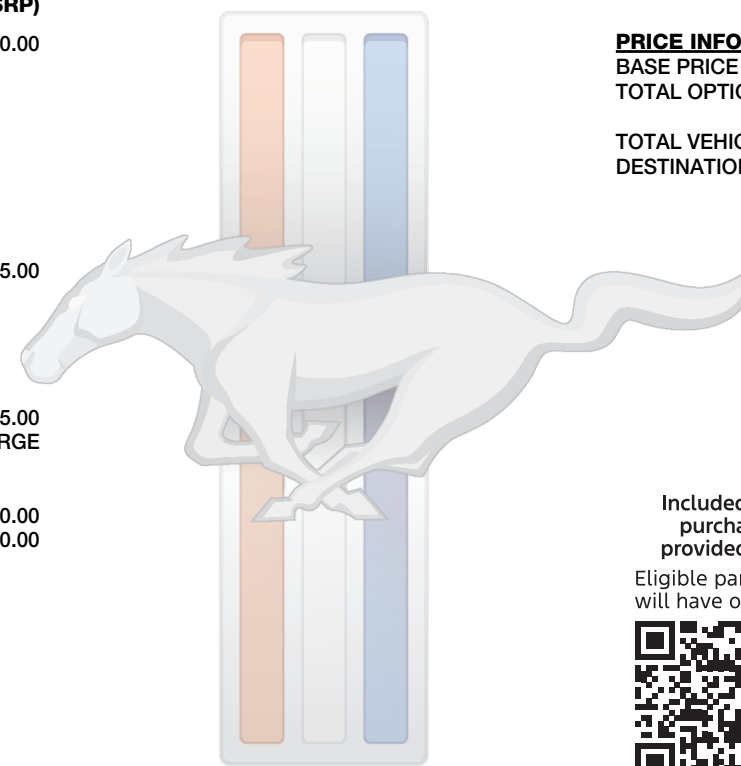 SRP)
0.00
5.00
5.00
RGE
0.00
0.00
PRICE INFO
BASE PRICE
TOTAL OPTIO
TOTAL VEHIC
DESTINATION
Included
purcha
provided
Eligible par
will have o